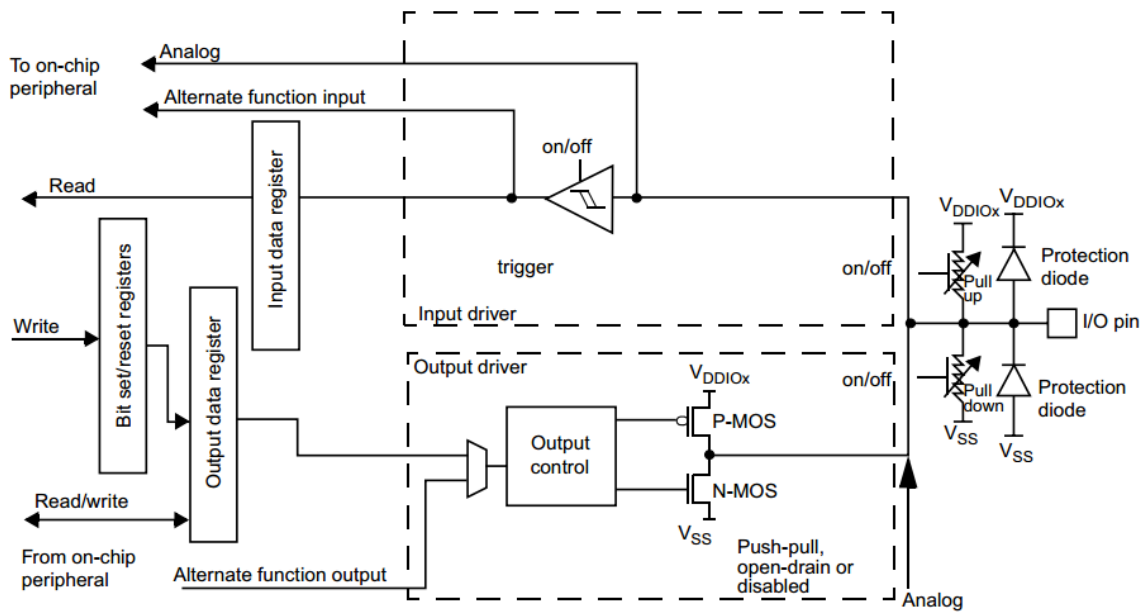 To on-chip
peripheral
Analog
Alternate function input
on/off
Read
Input data register
trigger
Input driver
on/off
VDDIOx
VDDIOx
Pull
up
Protection
diode
I/O pin
Bit set/reset registers
Write
Output data register
Output driver
VDDIOx
P-MOS
Output
control
N-MOS
VSS
on/off
Pull
down
Protection
diode
VSS
VSS
Read/write
From on-chip
peripheral
Alternate function output
Push-pull,
open-drain or
disabled
Analog